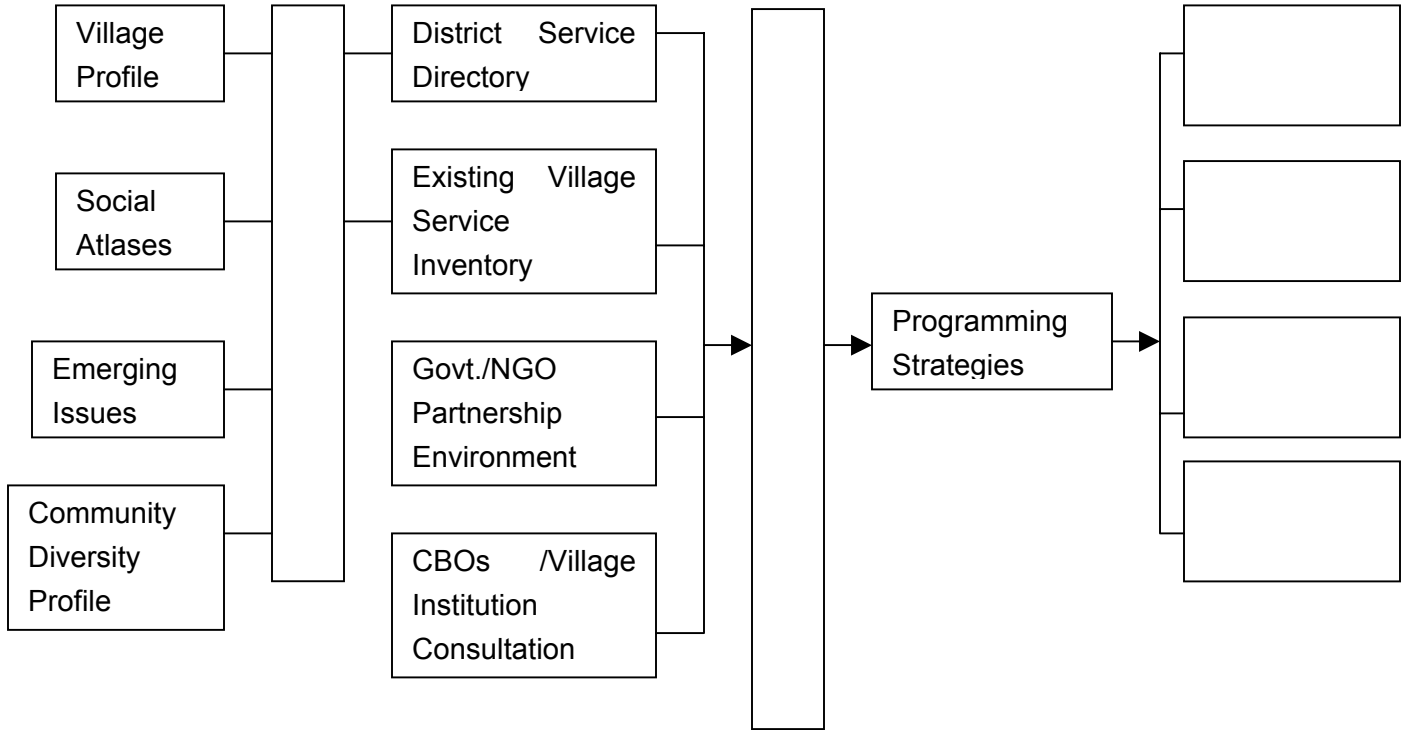 Village
Profile
Social
Atlases
Emerging
Issues
Community
Diversity
Profile
District Service
Directory
Existing Village
Service
Inventory
Govt./NGO
Partnership
Environment
CBOs /Village
Institution
Consultation
Programming
Strategies